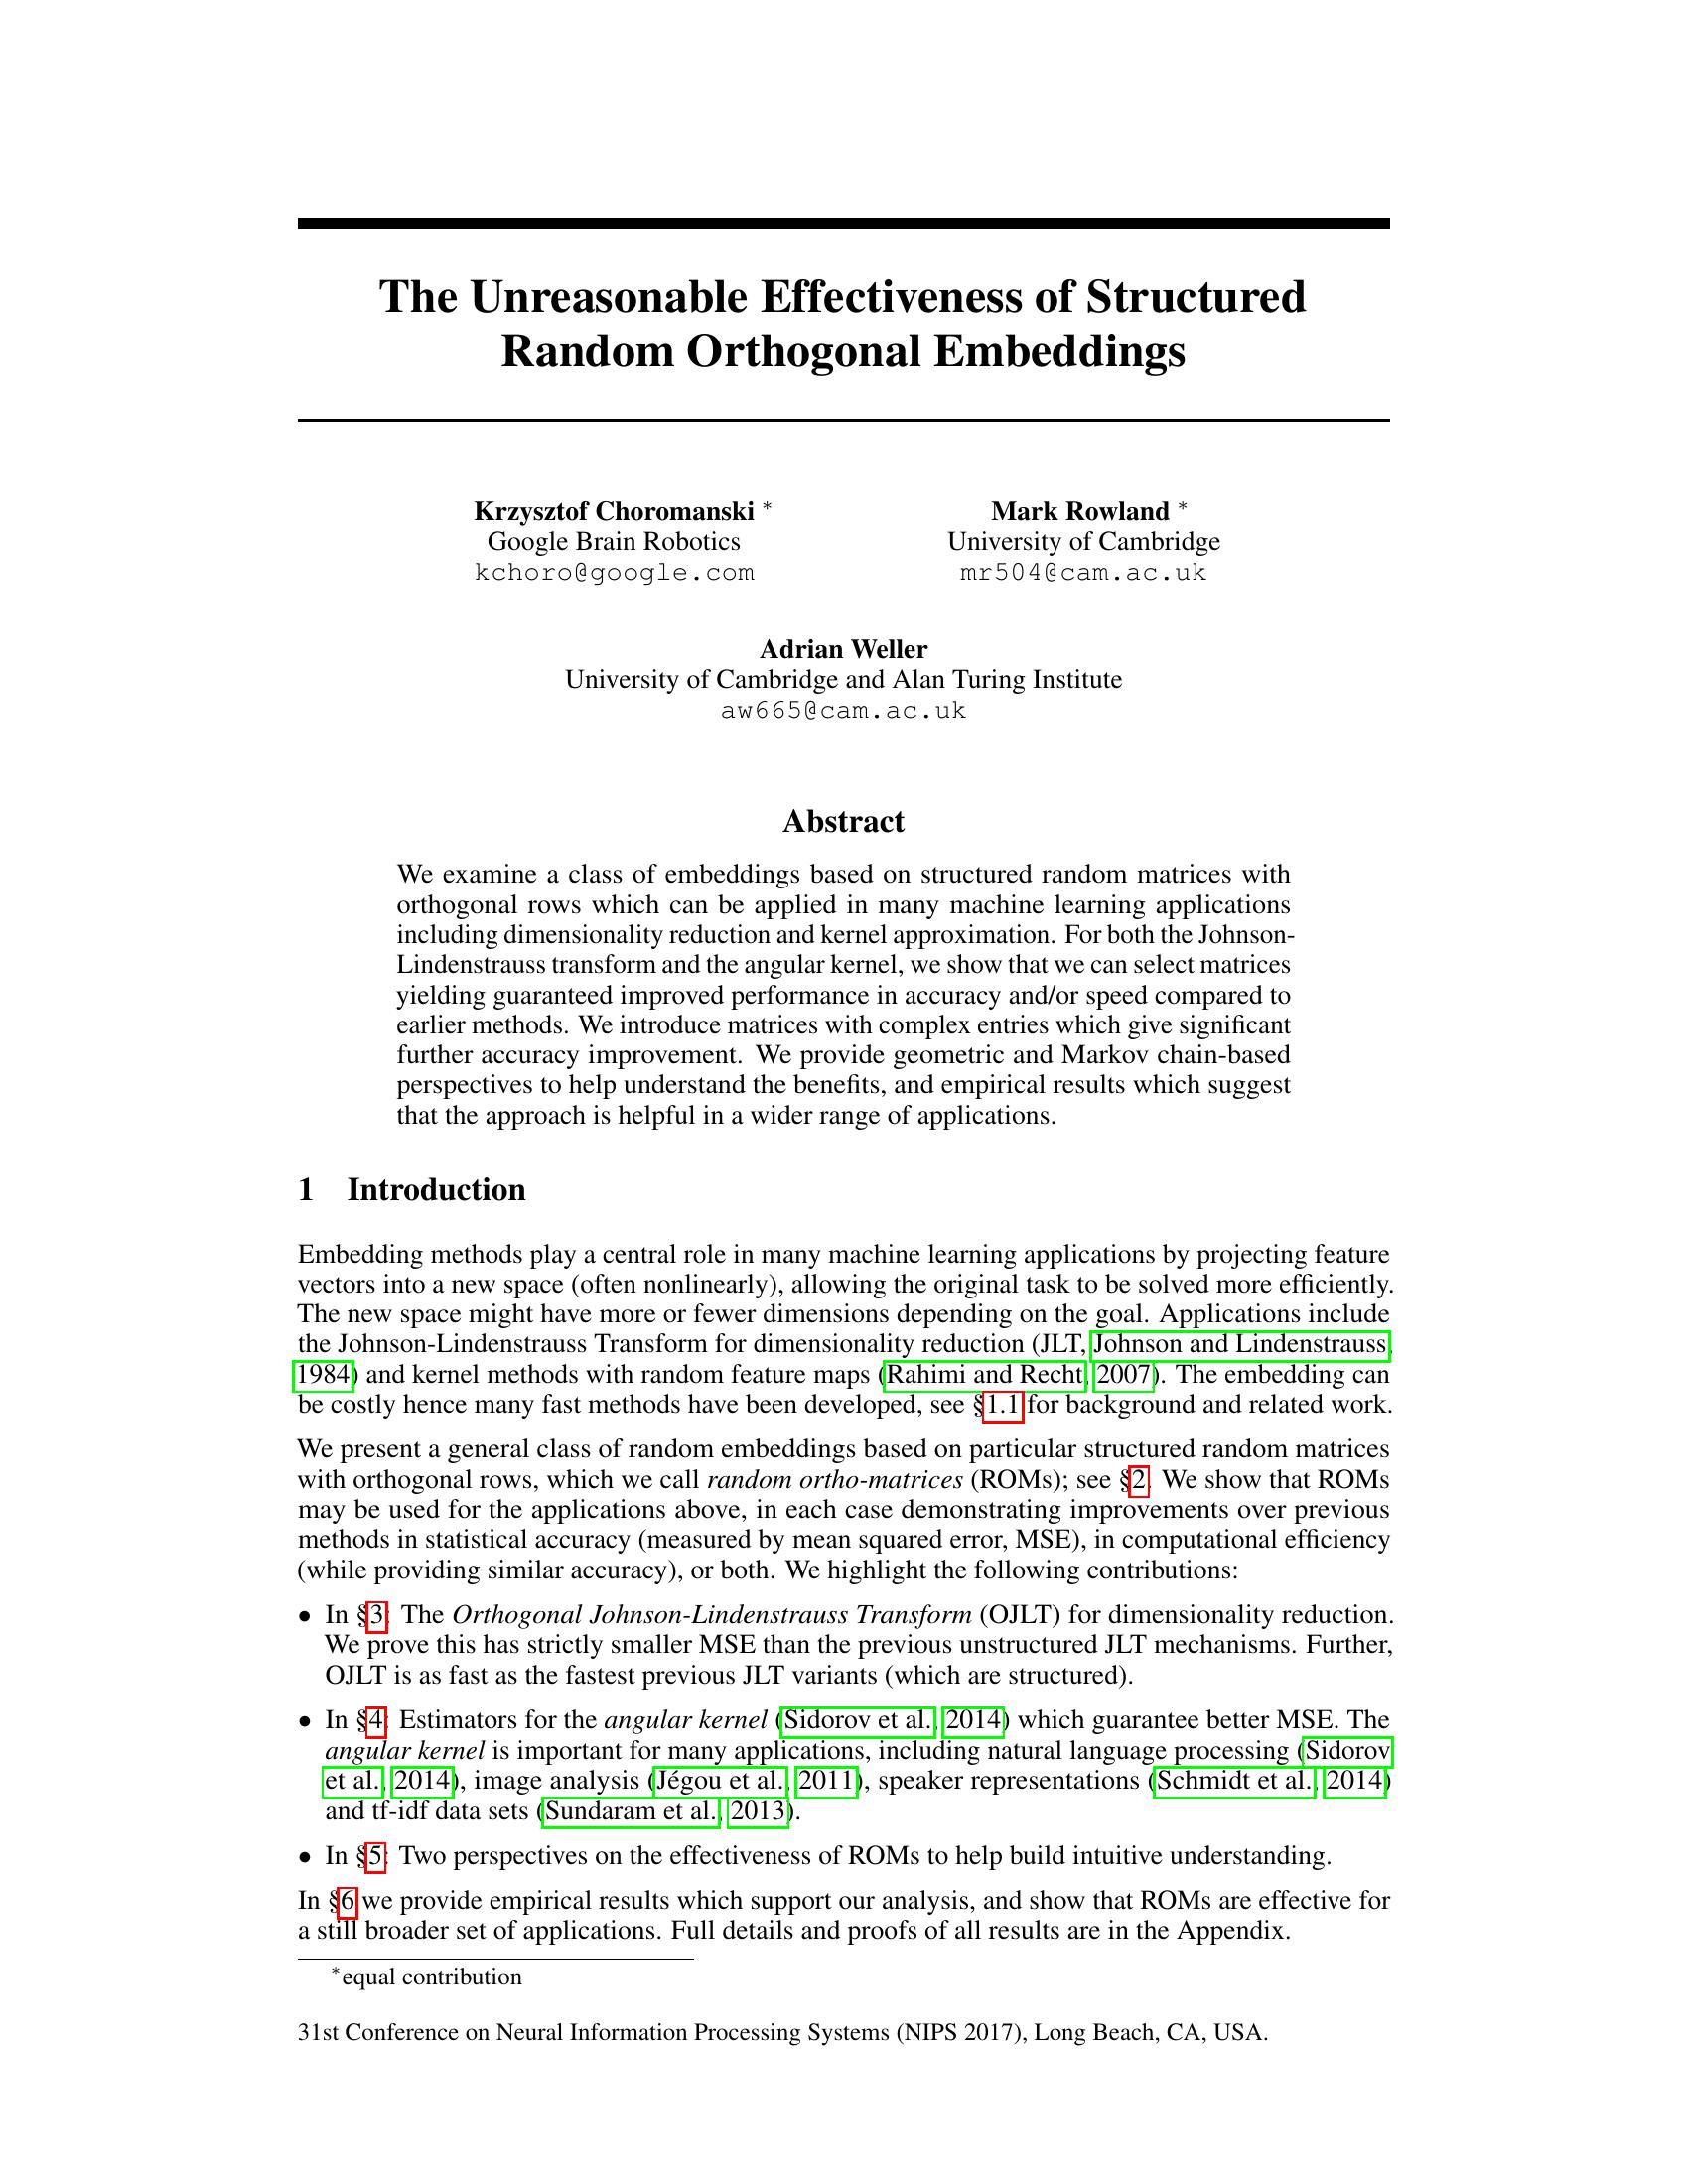 The Unreasonable Effectiveness of Structured
Random Orthogonal Embeddings
Krzysztof Choromanski *
Google Brain Robotics
kchoro@google.com
Mark Rowland *
University of Cambridge
mr504@cam.ac.uk
Adrian Weller
University of Cambridge and Alan Turing Institute
aw665@cam.ac.uk
Abstract
We examine a class of embeddings based on structured random matrices with
orthogonal rows which can be applied in many machine learning applications
including dimensionality reduction and kernel approximation. For both the Johnson-
Lindenstrauss transform and the angular kernel, we show that we can select matrices
yielding guaranteed improved performance in accuracy and/or speed compared to
earlier methods. We introduce matrices with complex entries which give significant
further accuracy improvement. We provide geometric and Markov chain-based
perspectives to help understand the benefits, and empirical results which suggest
that the approach is helpful in a wider range of applications.
1 Introduction
Embedding methods play a central role in many machine learning applications by projecting feature
vectors into a new space (often nonlinearly), allowing the original task to be solved more efficiently.
The new space might have more or fewer dimensions depending on the goal. Applications include
the Johnson-Lindenstrauss Transform for dimensionality reduction (JLT, Johnson and Lindenstrauss,
1984) and kernel methods with random feature maps (Rahimi and Recht, 2007). The embedding can
be costly hence many fast methods have been developed, see §1.1 for background and related work.
We present a general class of random embeddings based on particular structured random matrices
with orthogonal rows, which we call random ortho-matrices (ROMs); see §2. We show that ROMs
may be used for the applications above, in each case demonstrating improvements over previous
methods in statistical accuracy (measured by mean squared error, MSE), in computational efficiency
(while providing similar accuracy), or both. We highlight the following contributions:
• In §3: The Orthogonal Johnson-Lindenstrauss Transform (OJLT) for dimensionality reduction.
We prove this has strictly smaller MSE than the previous unstructured JLT mechanisms. Further,
OJLT is as fast as the fastest previous JLT variants (which are structured).
• In §4: Estimators for the angular kernel (Sidorov et al., 2014) which guarantee better MSE. The
angular kernel is important for many applications, including natural language processing (Sidorov
et al., 2014), image analysis (Jégou et al., 2011), speaker representations (Schmidt et al., 2014)
and tf-idf data sets (Sundaram et al., 2013).
• In §5: Two perspectives on the effectiveness of ROMs to help build intuitive understanding.
In §6 we provide empirical results which support our analysis, and show that ROMs are effective for
a still broader set of applications. Full details and proofs of all results are in the Appendix.
*equal contribution
31st Conference on Neural Information Processing Systems (NIPS 2017), Long Beach, CA, USA.